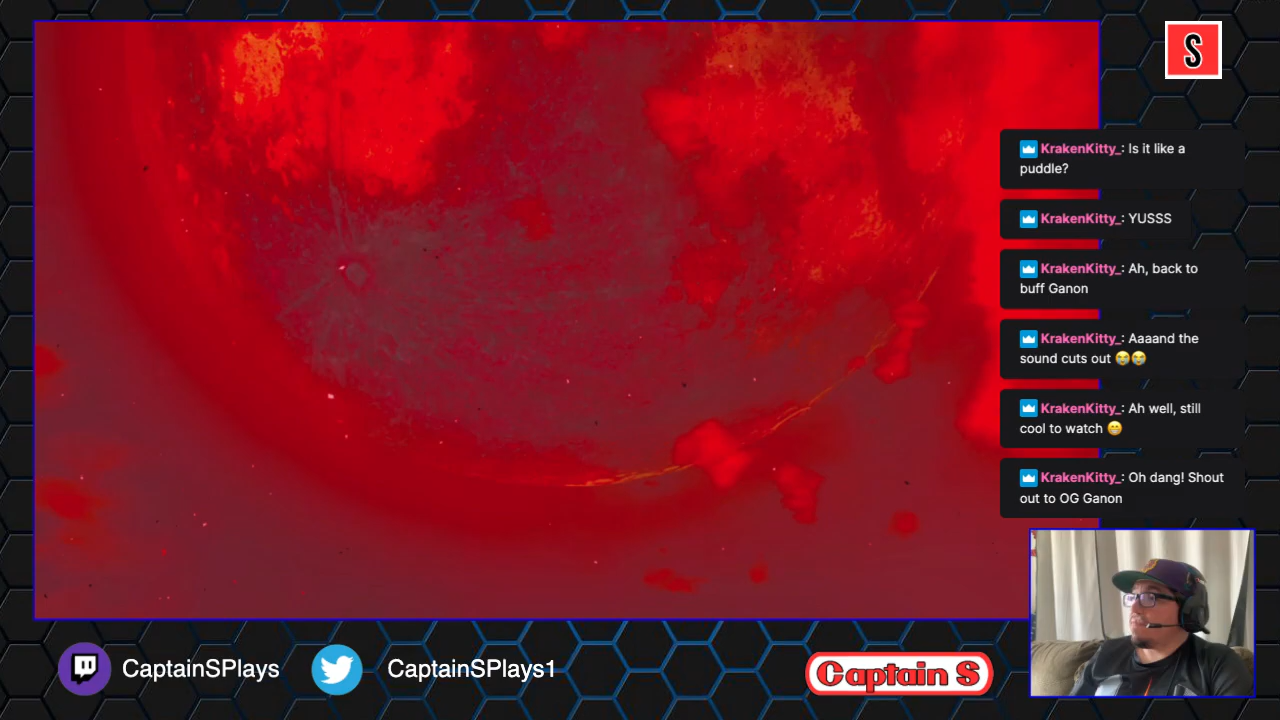 S
KrakenKitty_: Is it like a
puddle?
KrakenKitty_: YUSSS
KrakenKitty_: Ah, back to
buff Ganon
KrakenKitty_: Aaaand the
sound cuts out 😭😭
KrakenKitty_: Ah well, still
cool to watch 😁
KrakenKitty_: Oh dang! Shout
out to OG Ganon
CaptainSPlays
CaptainSPlays1
Captain S